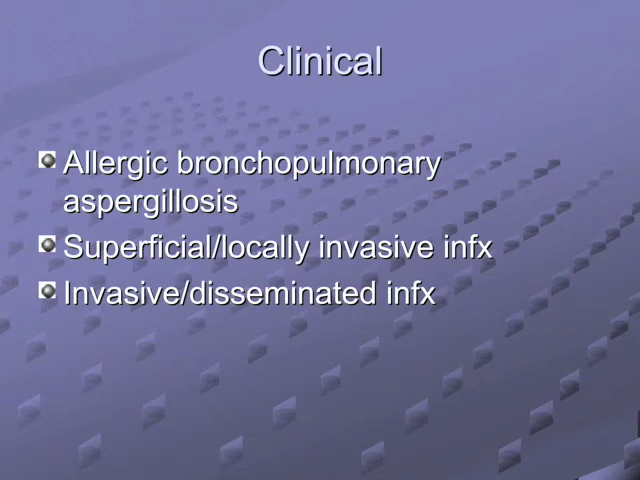 Clinical
Allergic bronchopulmonary
aspergillosis
Superficial/locally invasive infx
Invasive/disseminated infx